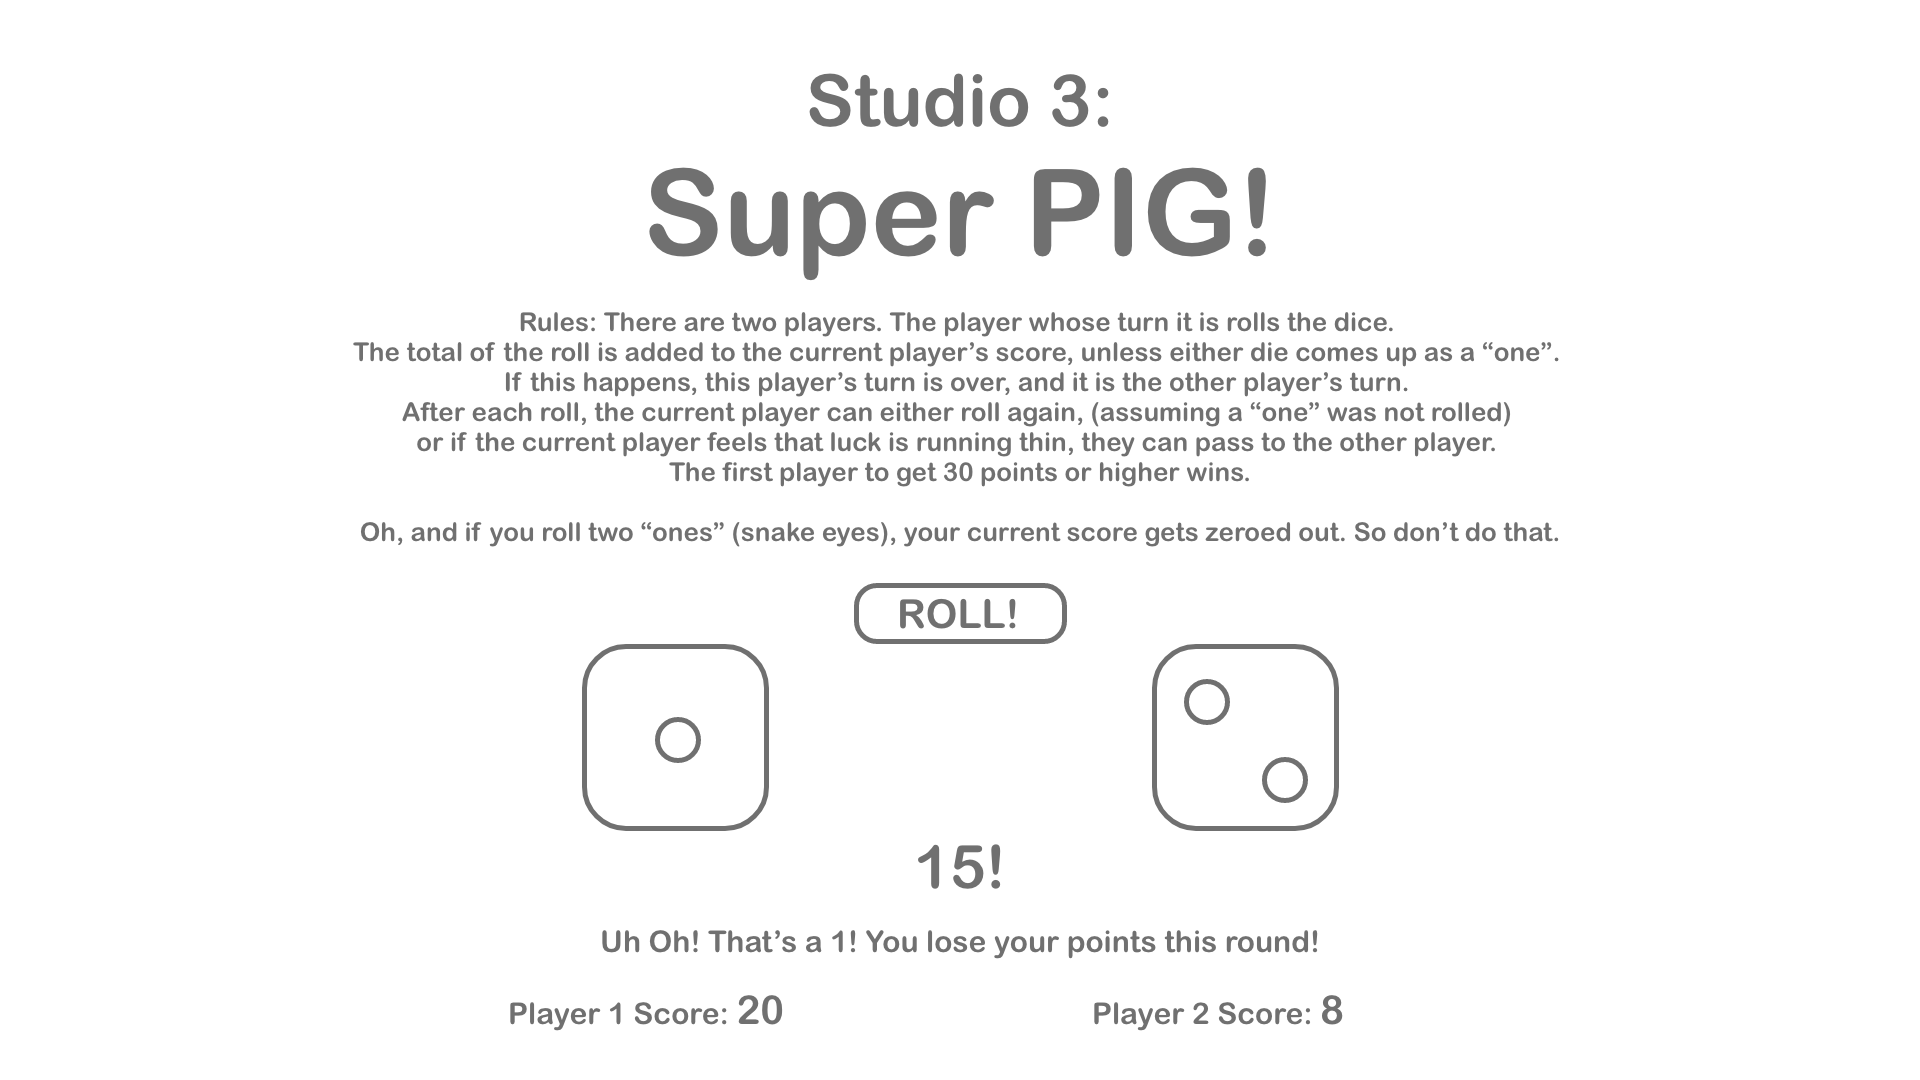 Studio 3:
Super PIG!
Rules: There are two players. The player whose turn it is rolls the dice.
The total of the roll is added to the current player’s score, unless either die comes up as a “one”.
If this happens, this player’s turn is over, and it is the other player’s turn.
After each roll, the current player can either roll again, (assuming a “one” was not rolled)
or if the current player feels that luck is running thin, they can pass to the other player.
The first player to get 30 points or higher wins.
Oh, and if you roll two “ones” (snake eyes), your current score gets zeroed out. So don’t do that.
ROLL!
15!
Uh Oh! That’s a 1! You lose your points this round!
Player 1 Score: 20
Player 2 Score: 8